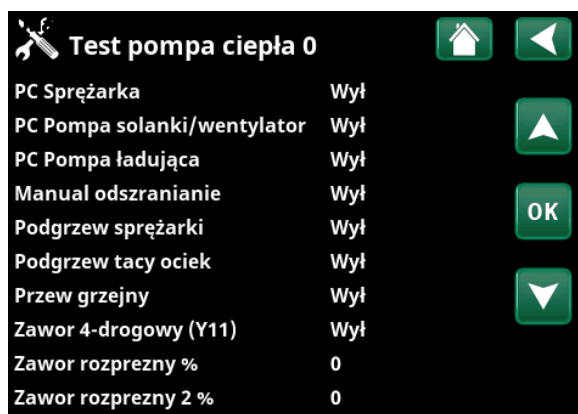 Test pompa ciepła 0
PC Sprężarka Wył
PC Pompa solanki/wentylator Wył
PC Pompa ładująca Wył
Manual odszranianie Wył
Podgrzew sprężarki Wył
OK
Podgrzew tacy ociek Wył
Przew grzejny Wył
Zawor 4-drogowy (Y11) Wył
Zawor rozprezny % 0
Zawor rozprezny 2 % 0